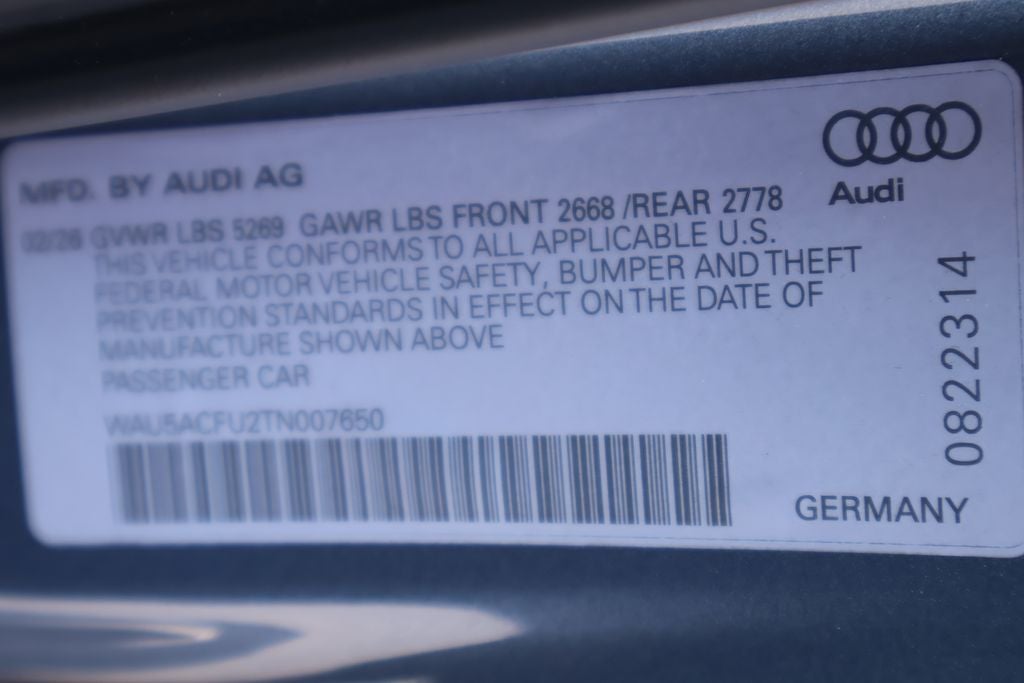 MFD. BY AUDI AG
02/26 GVWR LBS 5269 GAWR LBS FRONT 2668 /REAR 2778
THIS VEHICLE CONFORMS TO ALL APPLICABLE U.S.
FEDERAL MOTOR VEHICLE SAFETY, BUMPER AND THEFT
PREVENTION STANDARDS IN EFFECT ON THE DATE OF
MANUFACTURE SHOWN ABOVE
PASSENGER CAR
WAU5ACFU2TN007650
Audi
0822314
GERMANY